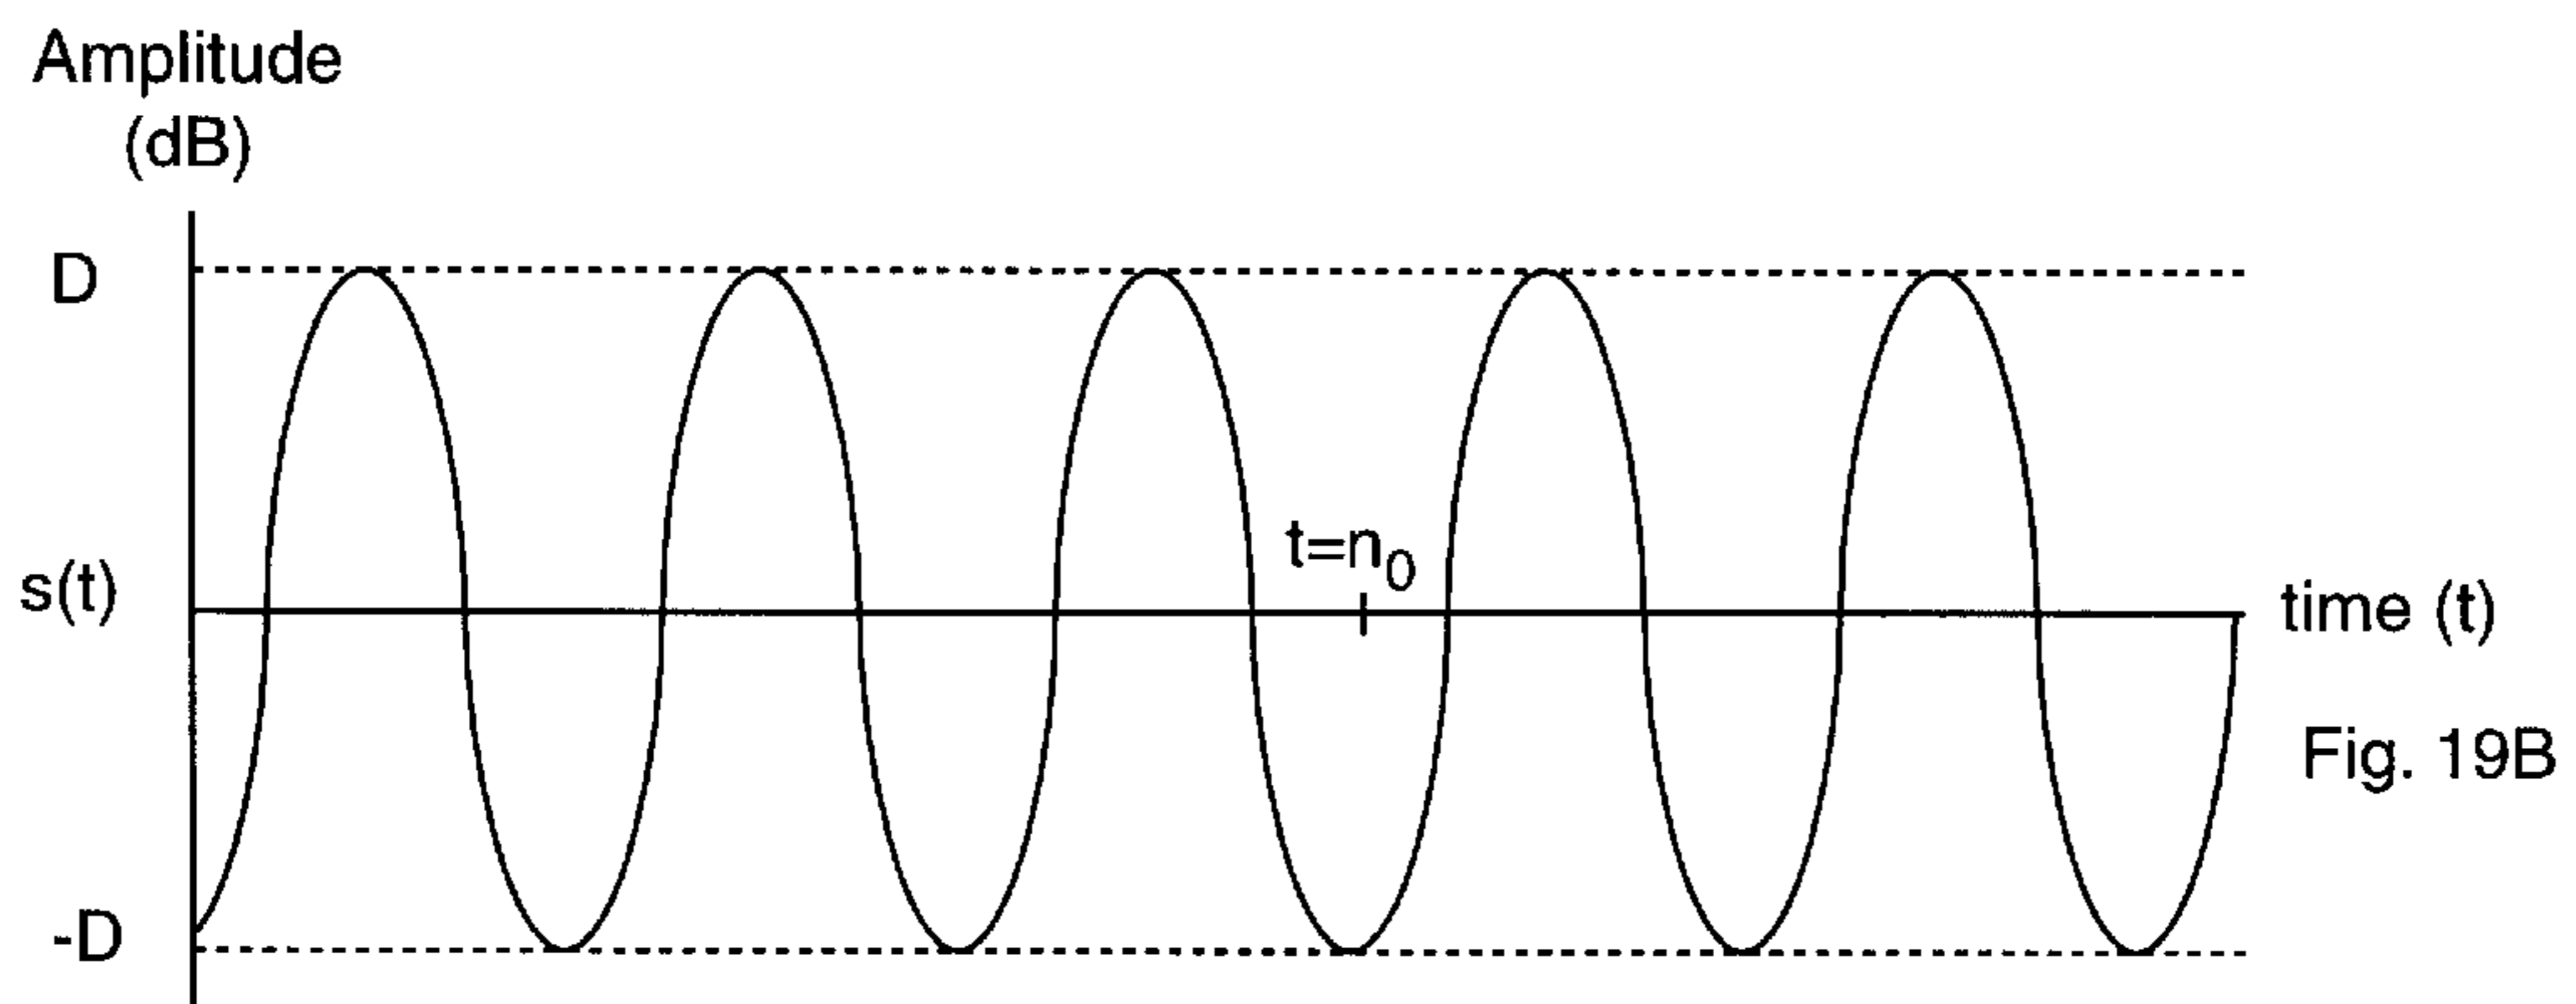 Amplitude
(dB)
D
t=n₀
s(t)
time (t)
Fig. 19B
-D